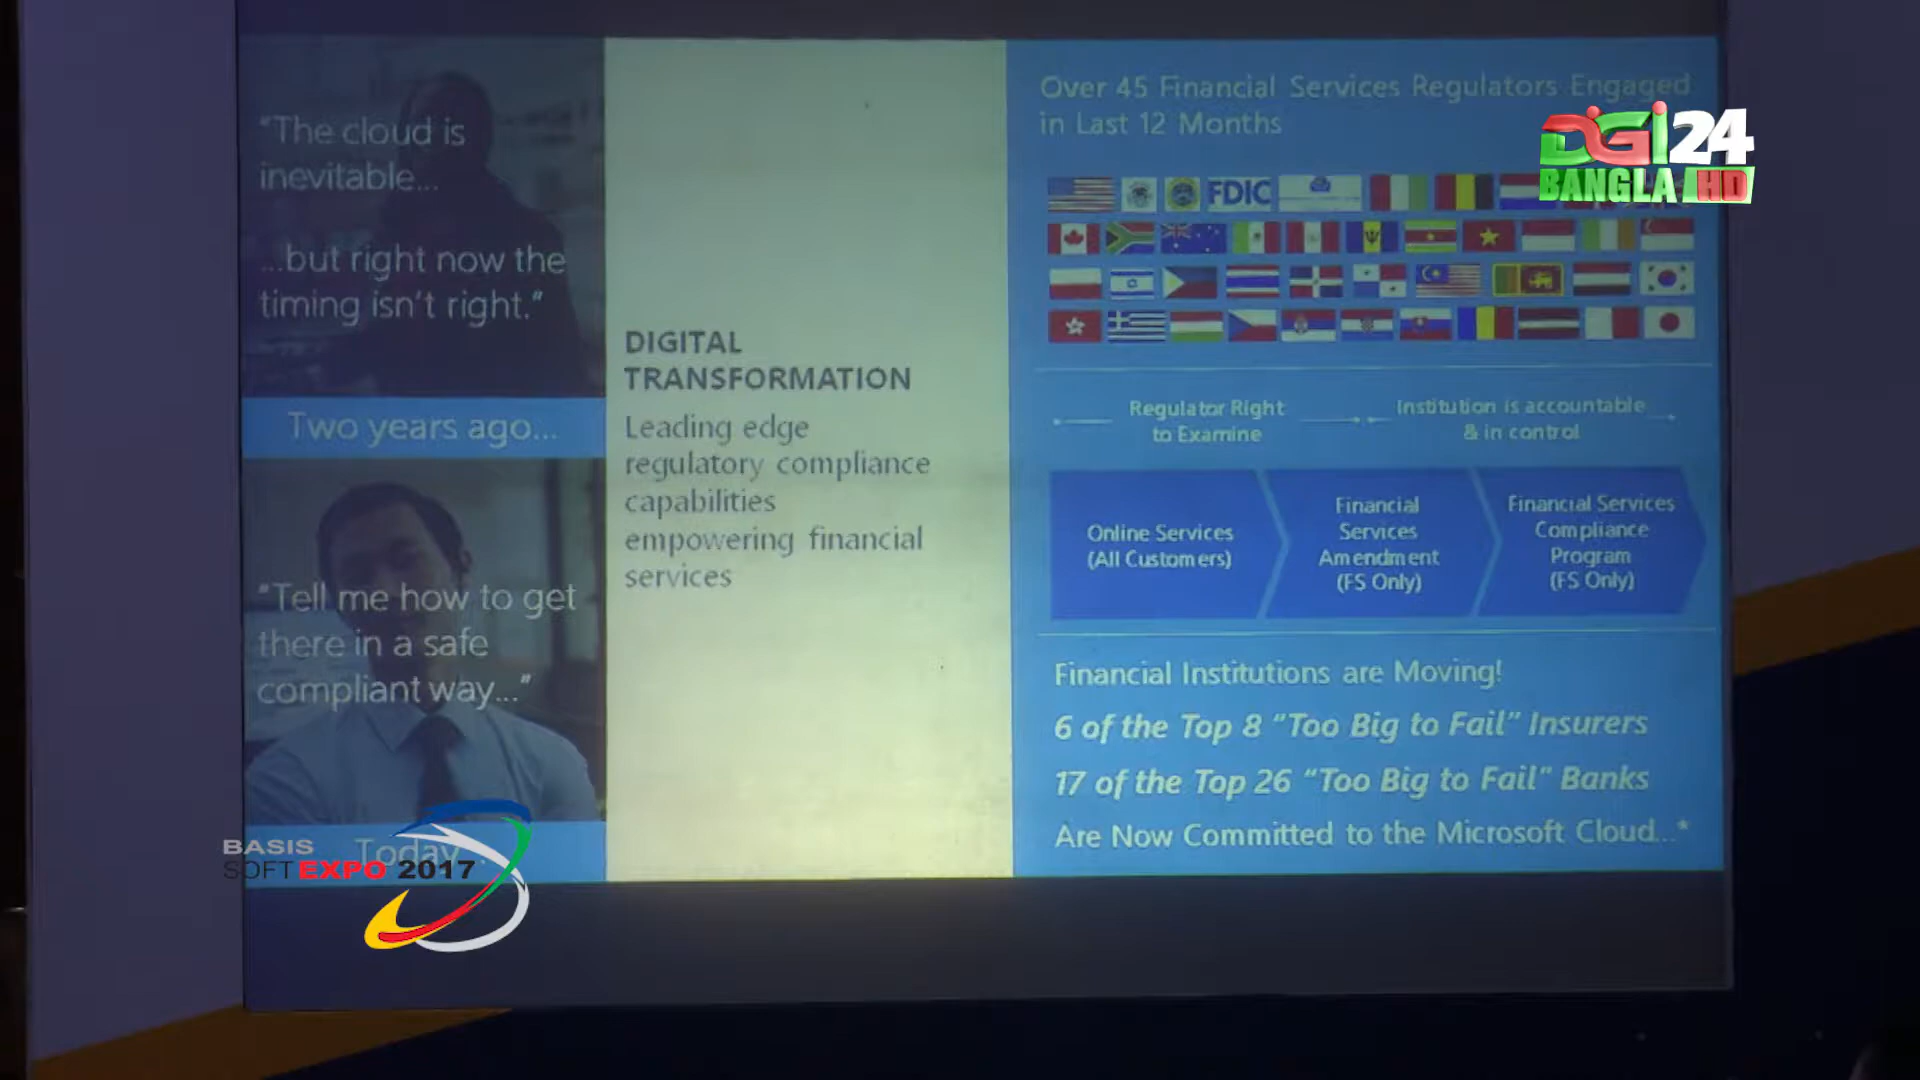 "The cloud is
inevitable...
...but right now the
timing isn't right."
Two years ago...
"Tell me how to get
there in a safe
compliant way..."
Today...
DIGITAL
TRANSFORMATION
Leading edge
regulatory compliance
capabilities
empowering financial
services
Over 45 Financial Services Regulators Engaged
in Last 12 Months
FDIC
Regulator Right
to Examine
Institution is accountable
& in control
Online Services
(All Customers)
Financial
Services
Amendment
(FS Only)
Financial Services
Compliance
Program
(FS Only)
Financial Institutions are Moving!
6 of the Top 8 "Too Big to Fail" Insurers
17 of the Top 26 "Too Big to Fail" Banks
Are Now Committed to the Microsoft Cloud...*
DGi24
BANGLA HD
BASIS
SOFTEXPO 2017